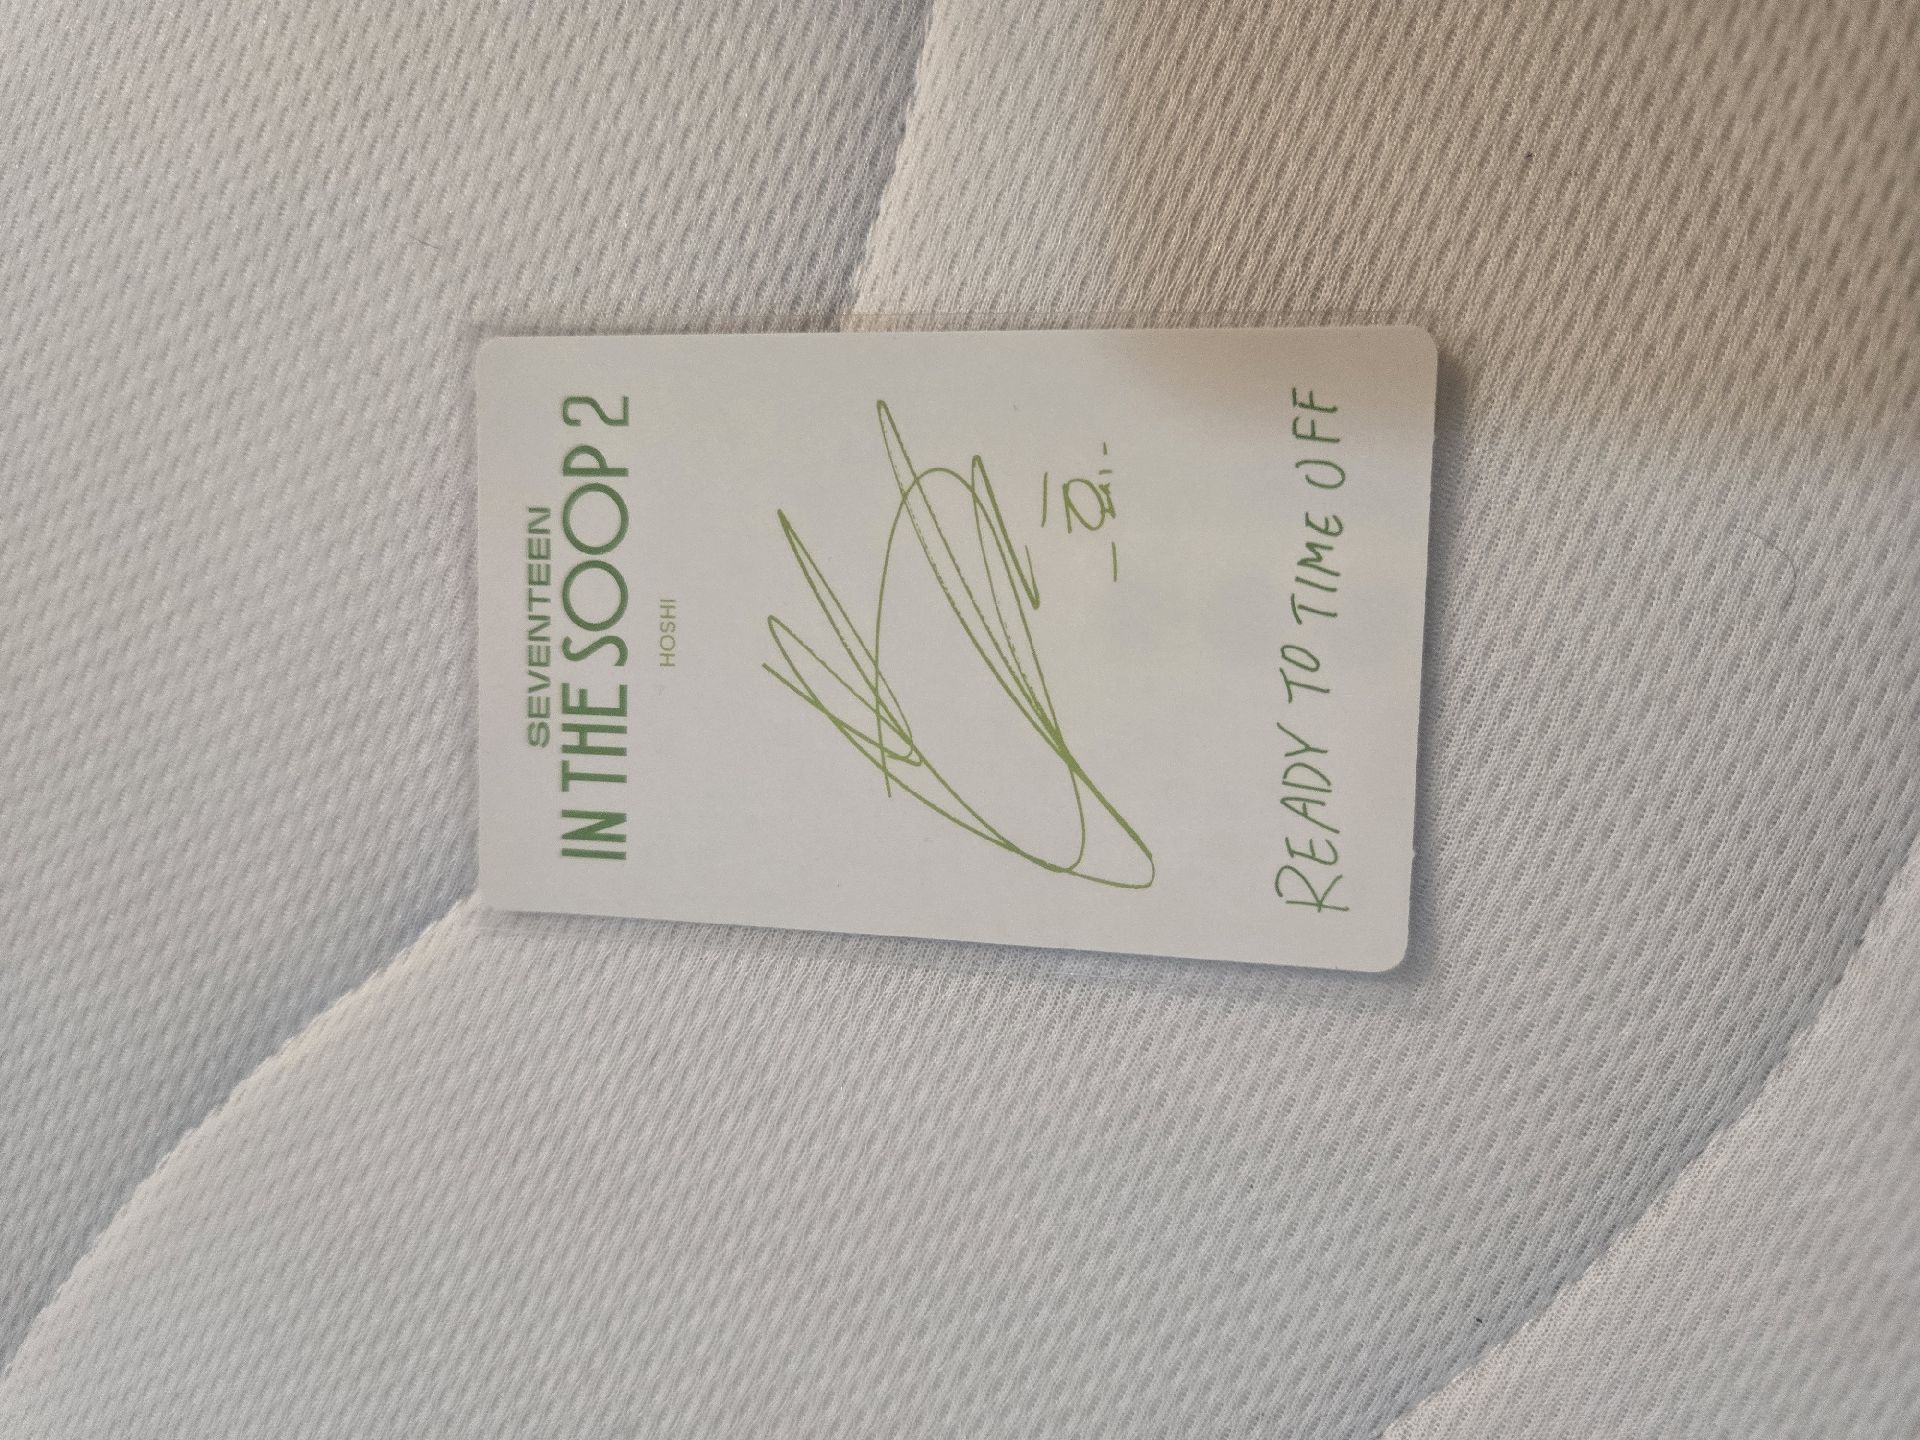 SEVENTEEN
IN THE SOOP 2
HOSHI
READY TO TIME OFF